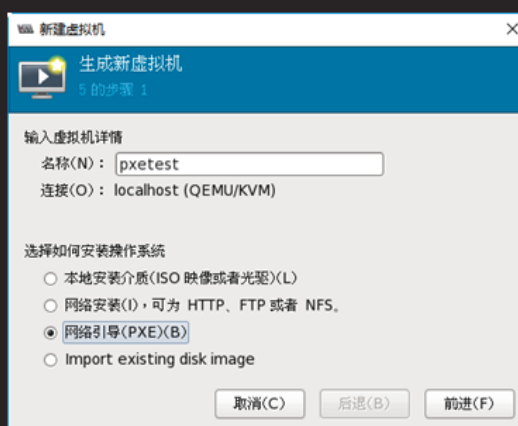 新建虚拟机
生成新虚拟机
5 的步骤 1
输入虚拟机详情
名称(N)： pxetest
连接(O)： localhost (QEMU/KVM)
选择如何安装操作系统
本地安装介质(ISO 映像或者光驱)(L)
网络安装(I)，可为 HTTP、FTP 或者 NFS。
网络引导(PXE)(B)
Import existing disk image
取消(C) 后退(B) 前进(F)